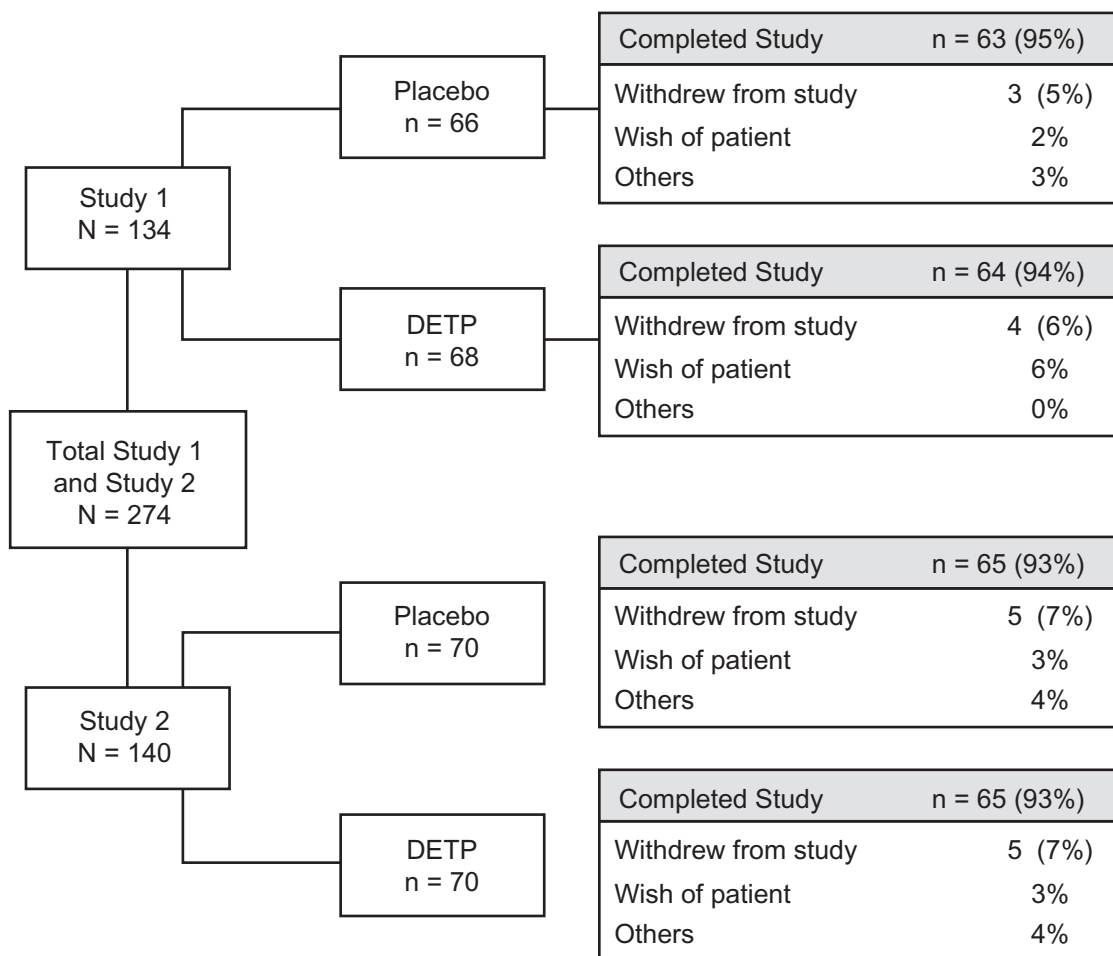 Study 1
N = 134
Placebo
n = 66
Completed Study n = 63 (95%)
Withdrew from study 3 (5%)
Wish of patient 2%
Others 3%
DETP
n = 68
Completed Study n = 64 (94%)
Withdrew from study 4 (6%)
Wish of patient 6%
Others 0%
Total Study 1
and Study 2
N = 274
Study 2
N = 140
Placebo
n = 70
Completed Study n = 65 (93%)
Withdrew from study 5 (7%)
Wish of patient 3%
Others 4%
DETP
n = 70
Completed Study n = 65 (93%)
Withdrew from study 5 (7%)
Wish of patient 3%
Others 4%